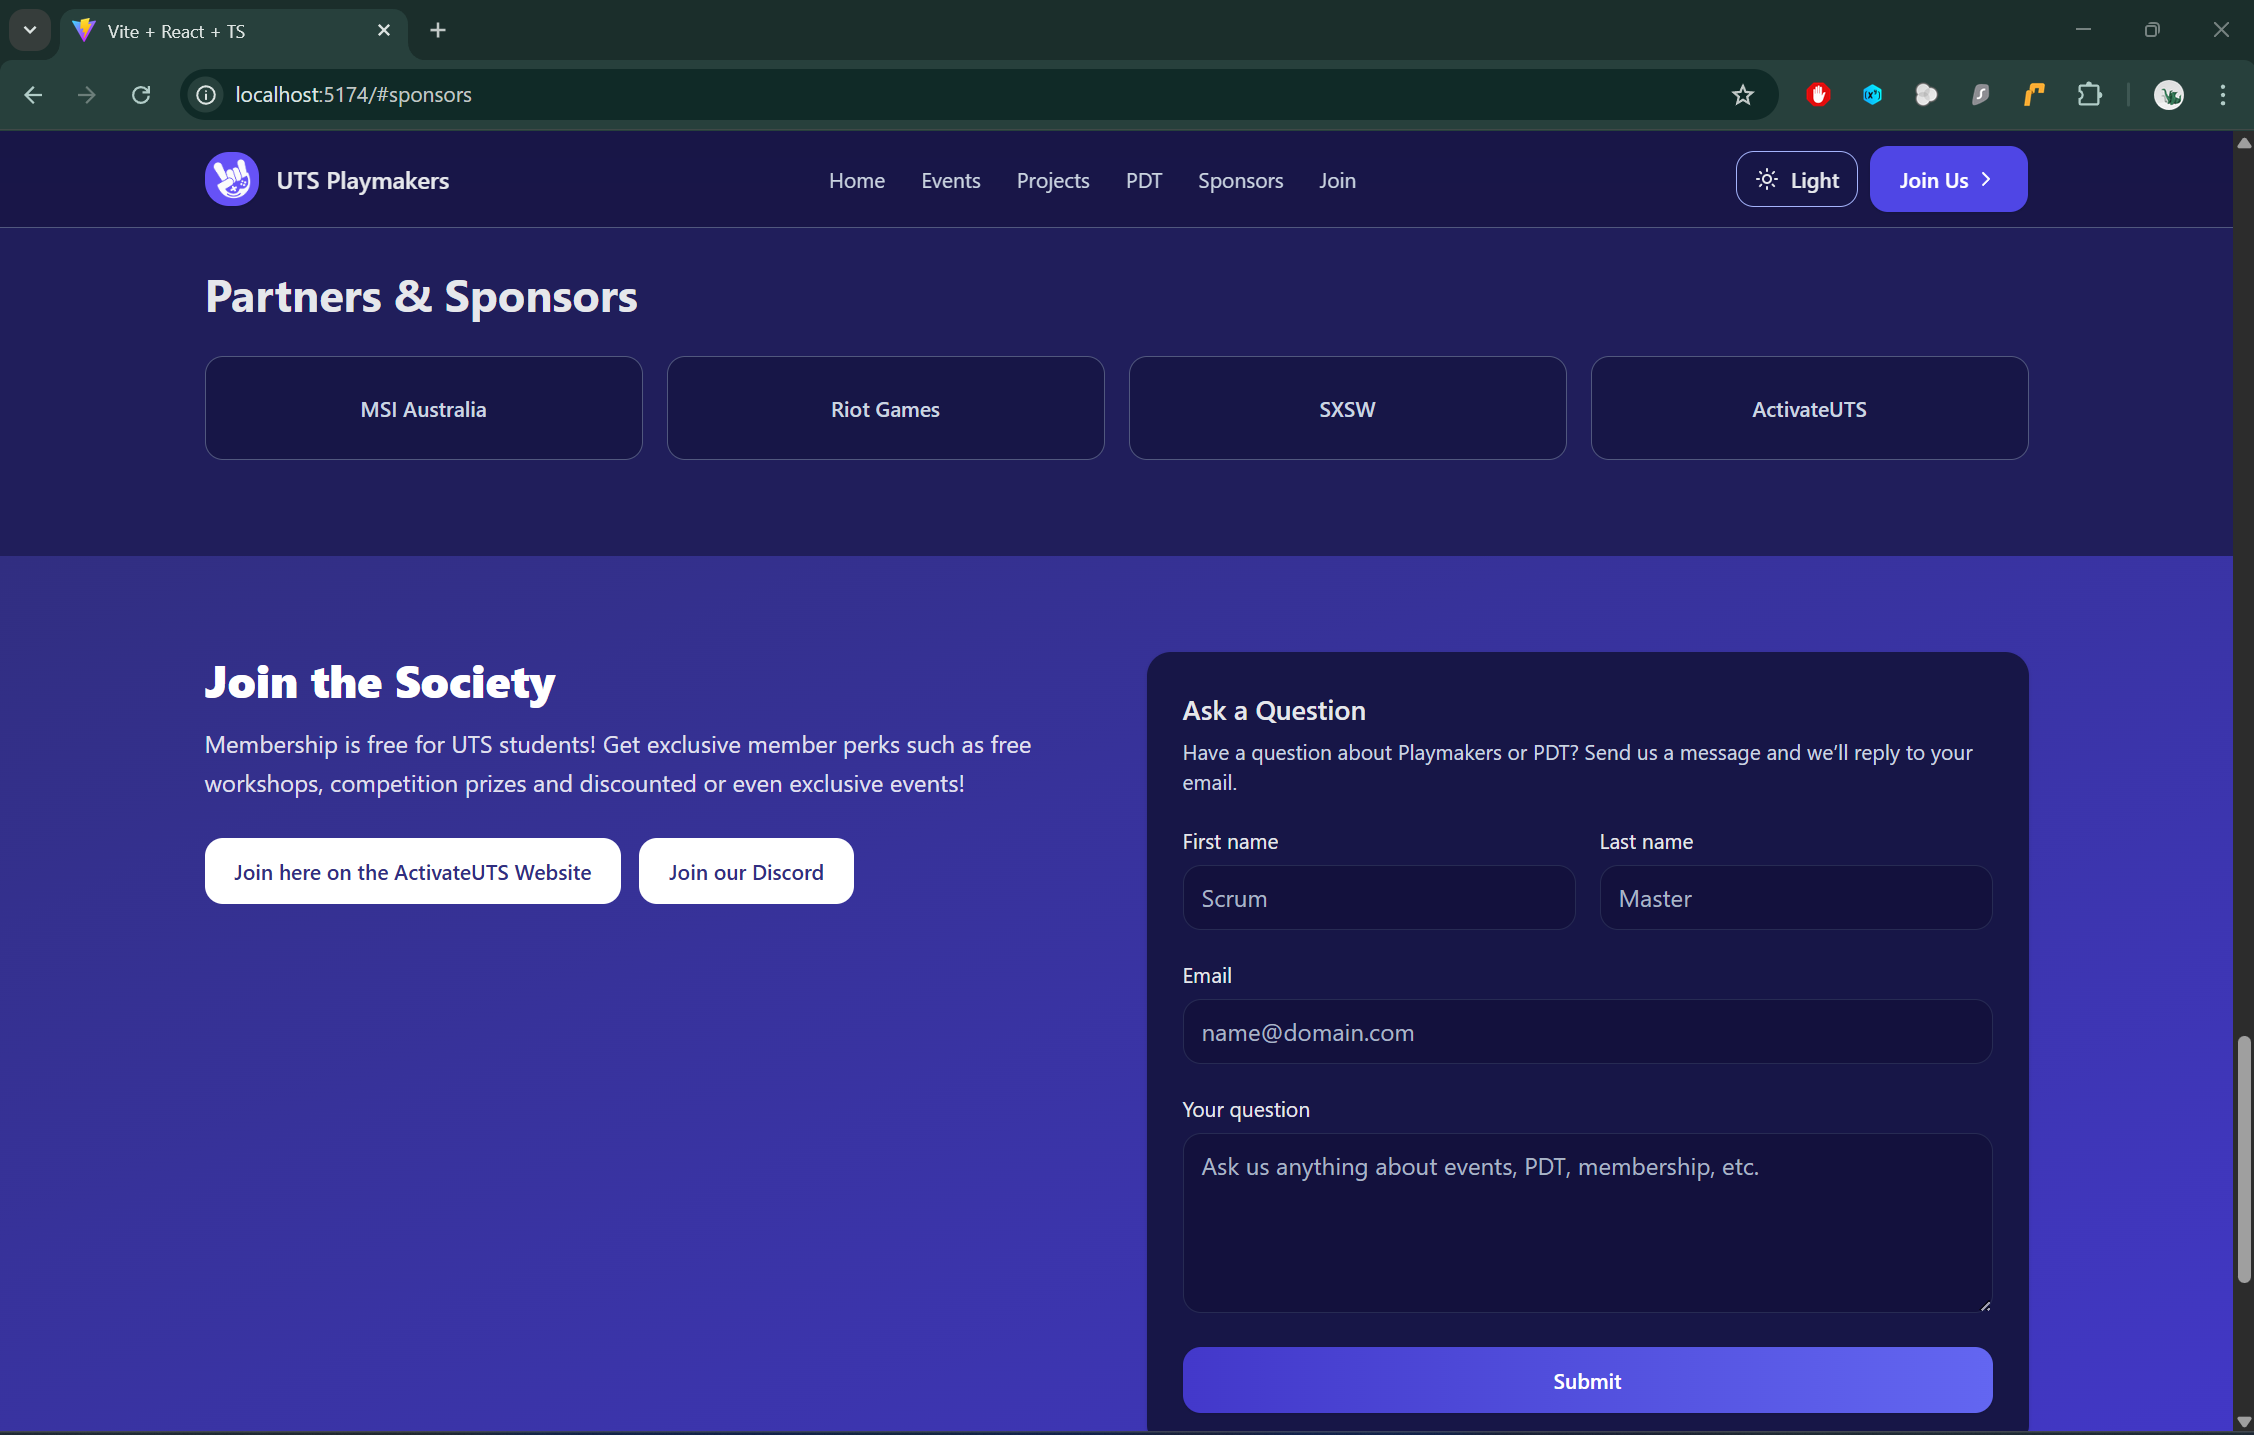 Vite + React + TS
localhost:5174/#sponsors
UTS Playmakers
Home Events Projects PDT Sponsors Join
Light
Join Us
Partners & Sponsors
MSI Australia
Riot Games
SXSW
ActivateUTS
Join the Society
Membership is free for UTS students! Get exclusive member perks such as free
workshops, competition prizes and discounted or even exclusive events!
Join here on the ActivateUTS Website
Join our Discord
Ask a Question
Have a question about Playmakers or PDT? Send us a message and we’ll reply to your
email.
First name
Last name
Scrum
Master
Email
name@domain.com
Your question
Ask us anything about events, PDT, membership, etc.
Submit